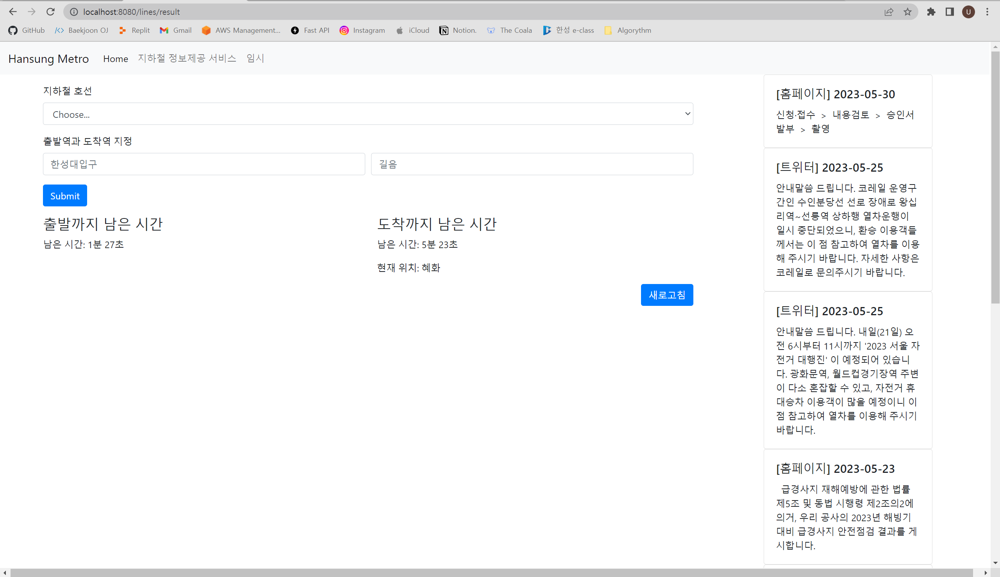 localhost:8080/lines/result
U
GitHub
Baekjoon OJ
Replit
Gmail
AWS Management...
Fast API
Instagram
iCloud
Notion.
The Coala
한성 e-class
Algorythm
Hansung Metro
Home
지하철 정보제공 서비스
임시
지하철 호선
Choose...
출발역과 도착역 지정
한성대입구
길음
Submit
출발까지 남은 시간
남은 시간: 1분 27초
도착까지 남은 시간
남은 시간: 5분 23초
현재 위치: 혜화
새로고침
[홈페이지] 2023-05-30
신청·접수 > 내용검토 > 승인서
발부 > 촬영
[트위터] 2023-05-25
안내말씀 드립니다. 코레일 운영구
간인 수인분당선 선로 장애로 왕십
리역~선릉역 상하행 열차운행이
일시 중단되었으니, 환승 이용객들
께서는 이 점 참고하여 열차를 이용
해 주시기 바랍니다. 자세한 사항은
코레일로 문의주시기 바랍니다.
[트위터] 2023-05-25
안내말씀 드립니다. 내일(21일) 오
전 6시부터 11시까지 '2023 서울 자
전거 대행진' 이 예정되어 있습니
다. 광화문역, 월드컵경기장역 주변
이 다소 혼잡할 수 있고, 자전거 휴
대승차 이용객이 많을 예정이니 이
점 참고하여 열차를 이용해 주시기
바랍니다.
[홈페이지] 2023-05-23
급경사지 재해예방에 관한 법률
제5조 및 동법 시행령 제2조의2에
의거, 우리 공사의 2023년 해빙기
대비 급경사지 안전점검 결과를 게
시합니다.